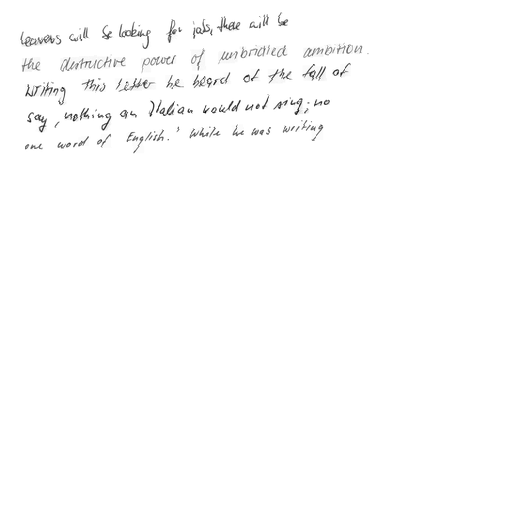 leavers will be looking for jobs, there will be
the destructive power of unbridled ambition.
Writing this letter he heard of the fall of
say, nothing an Italian would not sing, no
one word of English.' While he was writing